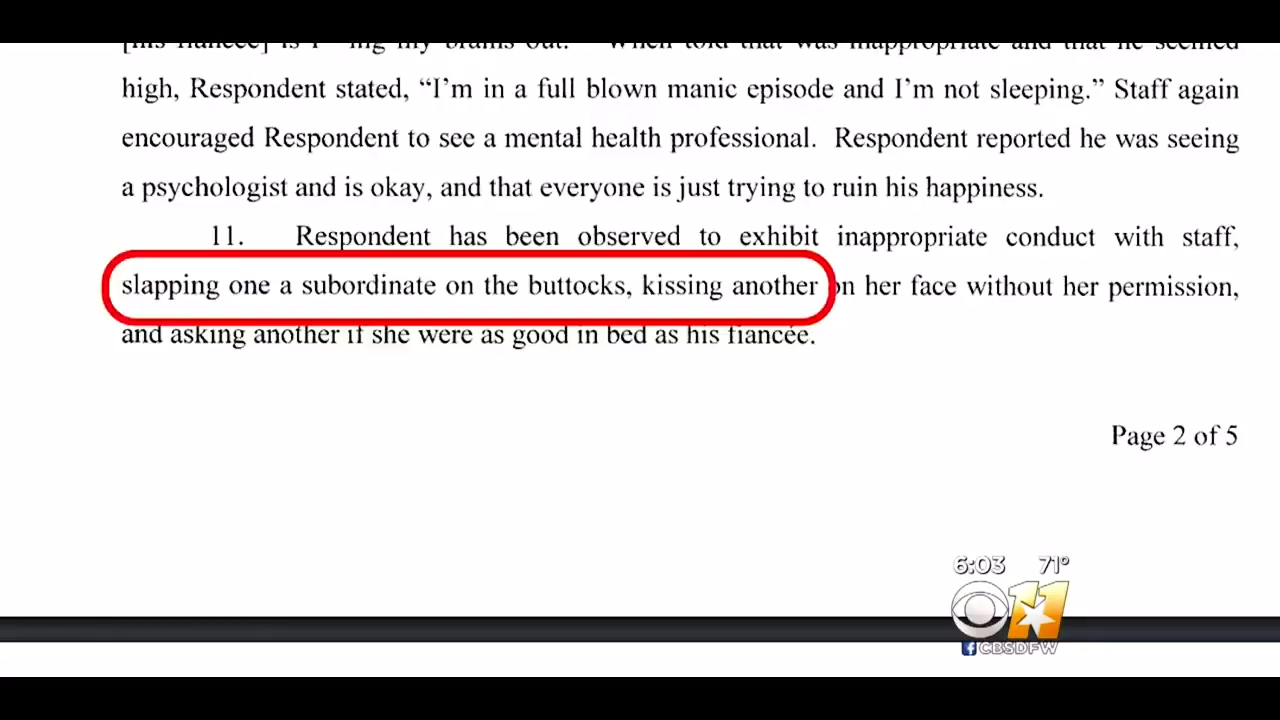 [his fiancée] is f---ing my brains out." When told that was inappropriate and that he seemed
high, Respondent stated, “I’m in a full blown manic episode and I’m not sleeping.” Staff again
encouraged Respondent to see a mental health professional. Respondent reported he was seeing
a psychologist and is okay, and that everyone is just trying to ruin his happiness.
11. Respondent has been observed to exhibit inappropriate conduct with staff,
slapping one a subordinate on the buttocks, kissing another on her face without her permission,
and asking another if she were as good in bed as his fiancée.
Page 2 of 5
6:03 71°
11
CBSDFW